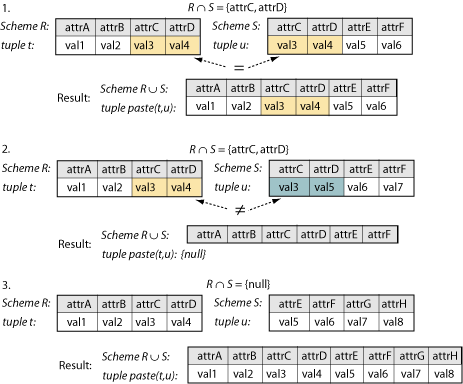 1. R ∩ S = {attrC, attrD}
Scheme R: attrA attrB attrC attrD Scheme S: attrC attrD attrE attrF
tuple t: val1 val2 val3 val4 tuple u: val3 val4 val5 val6
=
Result: Scheme R ∪ S: attrA attrB attrC attrD attrE attrF
tuple paste(t,u): val1 val2 val3 val4 val5 val6
2. R ∩ S = {attrC, attrD}
Scheme R: attrA attrB attrC attrD Scheme S: attrC attrD attrE attrF
tuple t: val1 val2 val3 val4 tuple u: val3 val5 val6 val7
≠
Result: Scheme R ∪ S: attrA attrB attrC attrD attrE attrF
tuple paste(t,u): {null}
3. R ∩ S = {null}
Scheme R: attrA attrB attrC attrD Scheme S: attrE attrF attrG attrH
tuple t: val1 val2 val3 val4 tuple u: val5 val6 val7 val8
Result: Scheme R ∪ S: attrA attrB attrC attrD attrE attrF attrG attrH
tuple paste(t,u): val1 val2 val3 val4 val5 val6 val7 val8